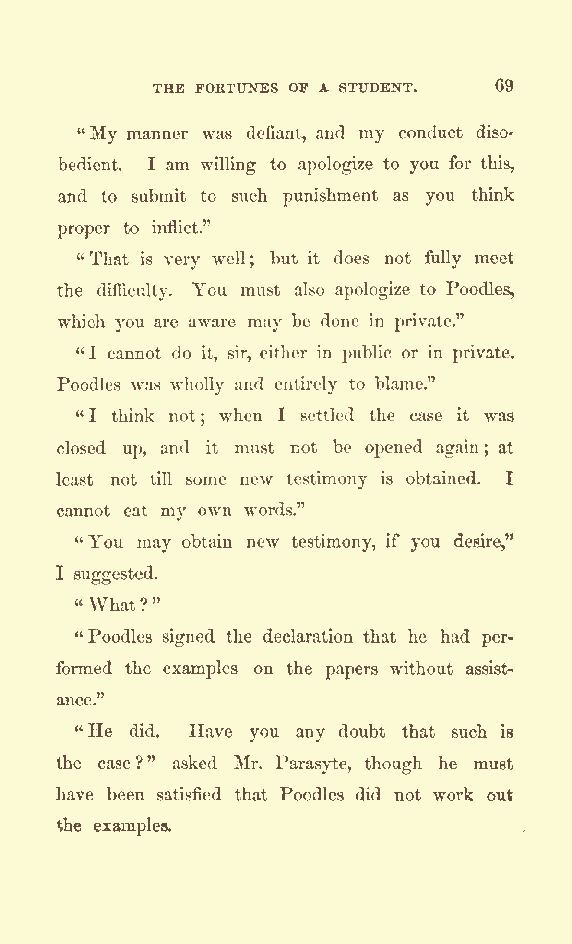 THE FORTUNES OF A STUDENT. 69
"My manner was defiant, and my conduct diso-
bedient. I am willing to apologize to you for this,
and to submit to such punishment as you think
proper to inflict."
"That is very well; but it does not fully meet
the difficulty. You must also apologize to Poodles,
which you are aware may be done in private."
"I cannot do it, sir, either in public or in private.
Poodles was wholly and entirely to blame."
"I think not; when I settled the case it was
closed up, and it must not be opened again; at
least not till some new testimony is obtained. I
cannot eat my own words."
"You may obtain new testimony, if you desire,"
I suggested.
"What?"
"Poodles signed the declaration that he had per-
formed the examples on the papers without assist-
ance."
"He did. Have you any doubt that such is
the case?" asked Mr. Parasyte, though he must
have been satisfied that Poodles did not work out
the examples.